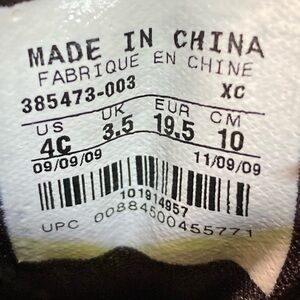 MADE IN CHINA
FABRIQUE EN CHINE
385473-003 XC
US UK EUR CM
4C 3.5 19.5 10
09/09/09 11/09/09
101914957
UPC 00884500455771